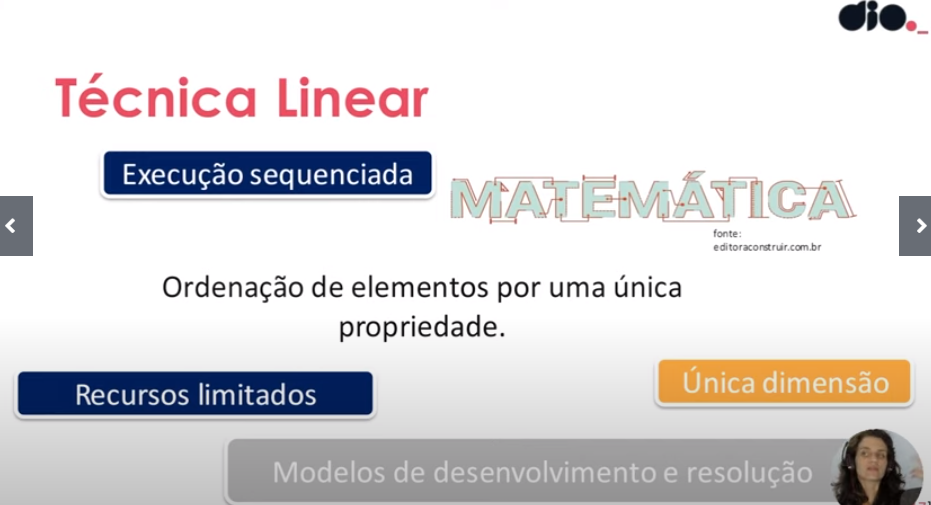 dio._
Técnica Linear
Execução sequenciada
MATEMÁTICA
fonte:
editoraconstruir.com.br
Ordenação de elementos por uma única
propriedade.
Recursos limitados
Única dimensão
Modelos de desenvolvimento e resolução